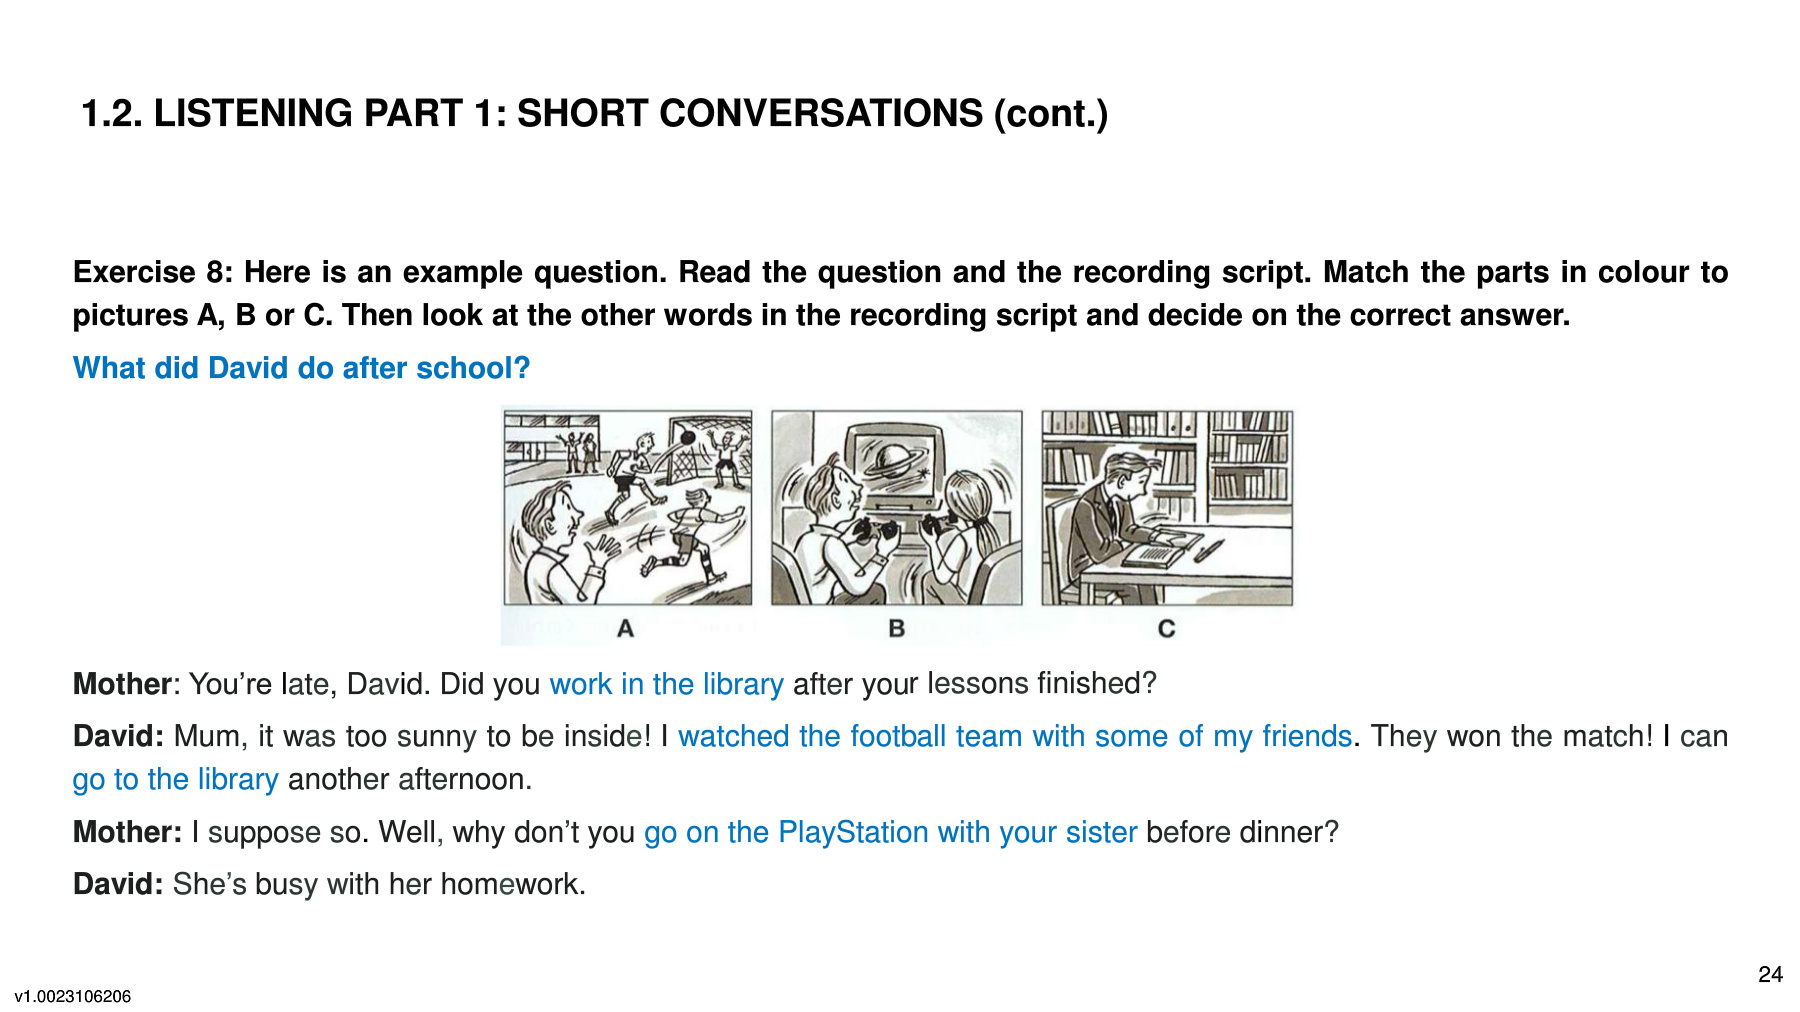 1.2. LISTENING PART 1: SHORT CONVERSATIONS (cont.)
Exercise 8: Here is an example question. Read the question and the recording script. Match the parts in colour to
pictures A, B or C. Then look at the other words in the recording script and decide on the correct answer.
What did David do after school?
A B C
Mother: You’re late, David. Did you work in the library after your lessons finished?
David: Mum, it was too sunny to be inside! I watched the football team with some of my friends. They won the match! I can
go to the library another afternoon.
Mother: I suppose so. Well, why don’t you go on the PlayStation with your sister before dinner?
David: She’s busy with her homework.
24
v1.0023106206